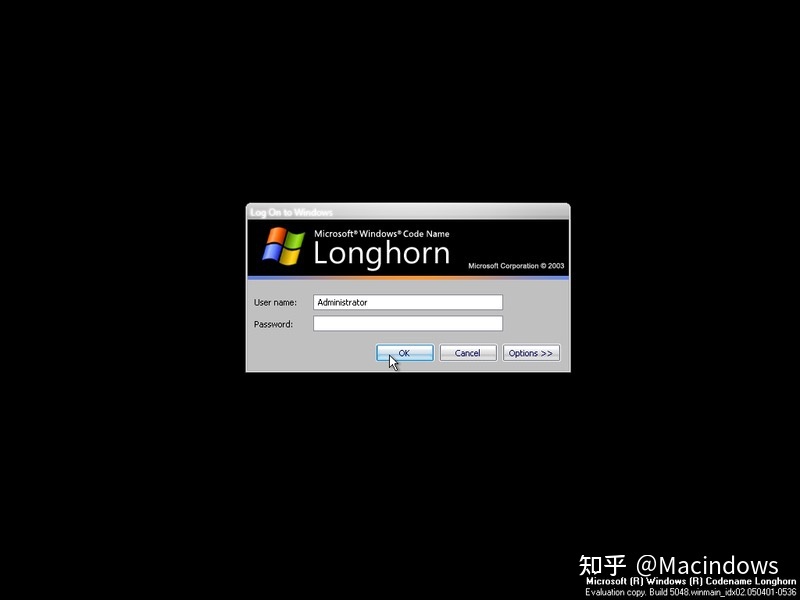 Log On to Windows
Microsoft® Windows® Code Name
Longhorn
Microsoft Corporation © 2003
User name: Administrator
Password:
OK Cancel Options >>
知乎 @Macindows
Microsoft (R) Windows (R) Codename Longhorn
Evaluation copy. Build 5048.winmain_idx02.050401-0536